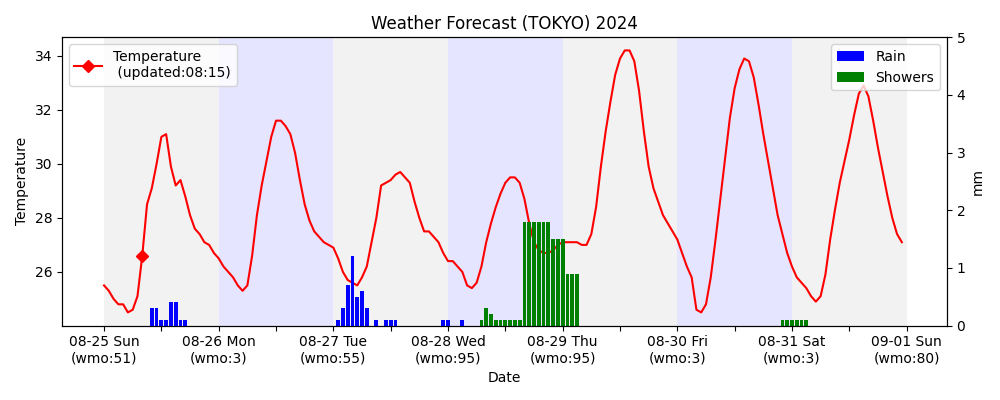 Weather Forecast (TOKYO) 2024
Temperature
(updated:08:15)
Rain
Showers
34
32
30
28
26
Temperature
5
4
3
2
1
0
mm
08-25 Sun
(wmo:51)
08-26 Mon
(wmo:3)
08-27 Tue
(wmo:55)
08-28 Wed
(wmo:95)
08-29 Thu
(wmo:95)
08-30 Fri
(wmo:3)
08-31 Sat
(wmo:3)
09-01 Sun
(wmo:80)
Date